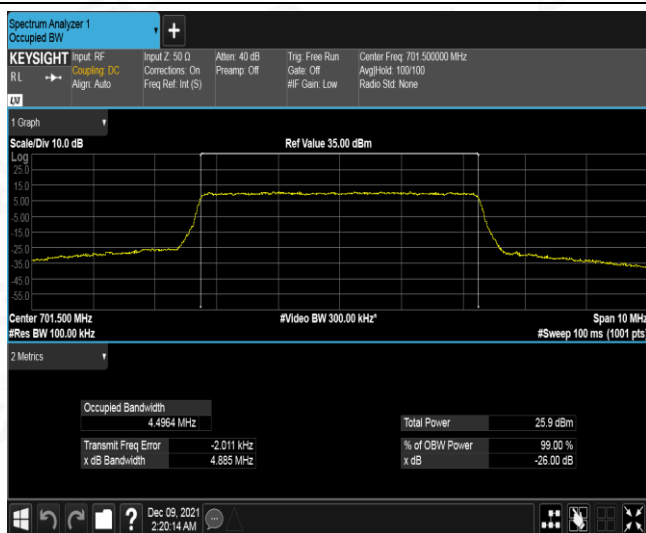 Spectrum Analyzer 1
Occupied BW
+
KEYSIGHT Input: RF Input Z: 50 Ω Atten: 40 dB Trig: Free Run Center Freq: 701.500000 MHz
RL Coupling: DC Corrections: On Preamp: Off Gate: Off Avg|Hold: 100/100
Align: Auto Freq Ref: Int (S) #IF Gain: Low Radio Std: None
LXI
1 Graph
Scale/Div 10.0 dB Ref Value 35.00 dBm
Log
25.0
15.0
5.00
-5.00
-15.0
-25.0
-35.0
-45.0
-55.0
Center 701.500 MHz #Video BW 300.00 kHz* Span 10 MHz
#Res BW 100.00 kHz #Sweep 100 ms (1001 pts)
2 Metrics
Occupied Bandwidth
4.4964 MHz Total Power 25.9 dBm
Transmit Freq Error -2.011 kHz % of OBW Power 99.00 %
x dB Bandwidth 4.885 MHz x dB -26.00 dB
? Dec 09, 2021
2:20:14 AM